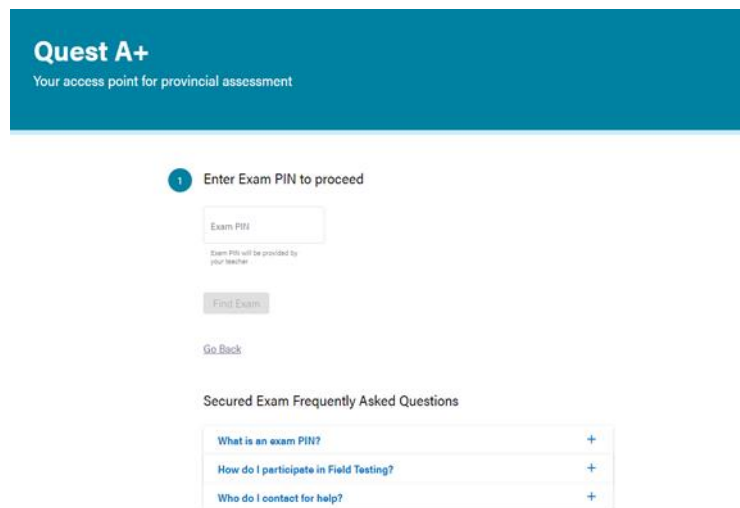 Quest A+
Your access point for provincial assessment
1
Enter Exam PIN to proceed
Exam PIN
Exam PIN will be provided by
your teacher
Find Exam
Go Back
Secured Exam Frequently Asked Questions
What is an exam PIN?
+
How do I participate in Field Testing?
+
Who do I contact for help?
+